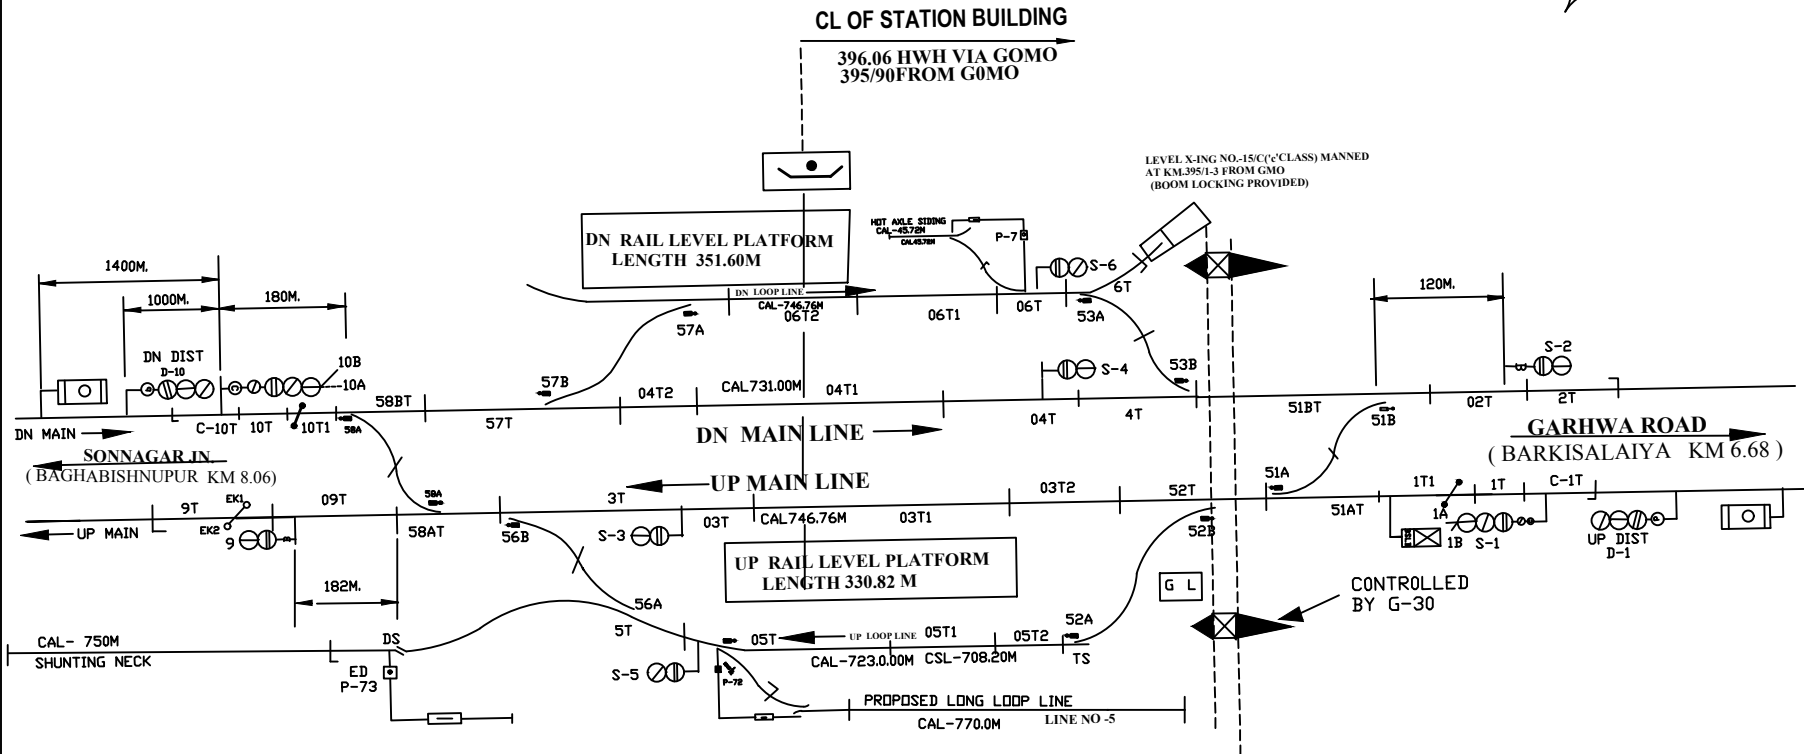 CL OF STATION BUILDING
396.06 HWH VIA GOMO
395/90FROM G0MO
LEVEL X-ING NO.-15/C('c'CLASS) MANNED
AT KM.395/1-3 FROM GMO
(BOOM LOCKING PROVIDED)
HOT AXLE SIDING
CAL-45.72M
CAL45.72M
P-7
DN RAIL LEVEL PLATFORM
LENGTH 351.60M
S-6
6T
1400M.
1000M.
180M.
120M.
DN LOOP LINE
CAL-746.76M
06T2
06T1
06T
53A
57A
DN DIST
D-10
10B
10A
57B
53B
S-4
S-2
58BT
04T2
CAL731.00M
04T1
04T
4T
51BT
51B
02T
2T
DN MAIN
C-10T
10T
10T1
58A
57T
DN MAIN LINE
GARHWA ROAD
( BARKISALAIYA KM 6.68 )
SONNAGAR JN.
( BAGHABISHNUPUR KM 8.06)
UP MAIN LINE
51A
9T
EK1
09T
58A
3T
03T2
52T
1T1
1T
C-1T
UP MAIN
EK2
9
58AT
56B
S-3
03T
CAL746.76M
03T1
52B
51AT
1A
1B
S-1
UP DIST
D-1
UP RAIL LEVEL PLATFORM
LENGTH 330.82 M
G L
CONTROLLED
BY G-30
182M.
56A
52A
CAL- 750M
SHUNTING NECK
DS
5T
05T
UP LOOP LINE
05T1
05T2
TS
CAL-723.0.00M
CSL-708.20M
ED
P-73
S-5
P-72
PROPOSED LONG LOOP LINE
CAL-770.0M
LINE NO -5